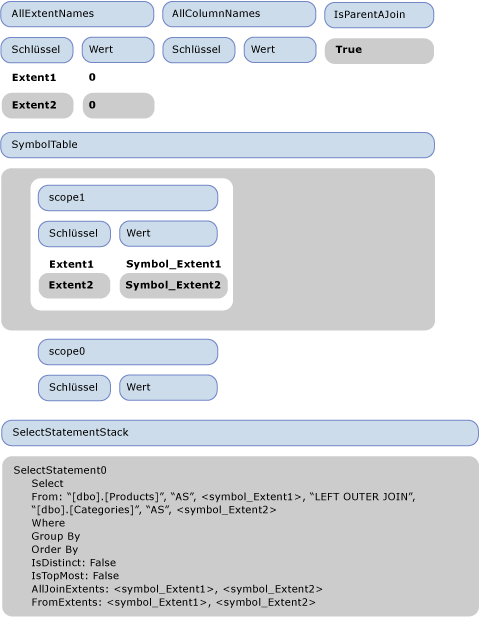 AllExtentNames AllColumnNames IsParentAJoin
Schlüssel Wert Schlüssel Wert True
Extent1 0
Extent2 0
SymbolTable
scope1
Schlüssel Wert
Extent1 Symbol_Extent1
Extent2 Symbol_Extent2
scope0
Schlüssel Wert
SelectStatementStack
SelectStatement0
Select
From: “[dbo].[Products]”, “AS”, <symbol_Extent1>, “LEFT OUTER JOIN”,
“[dbo].[Categories]”, “AS”, <symbol_Extent2>
Where
Group By
Order By
IsDistinct: False
IsTopMost: False
AllJoinExtents: <symbol_Extent1>, <symbol_Extent2>
FromExtents: <symbol_Extent1>, <symbol_Extent2>